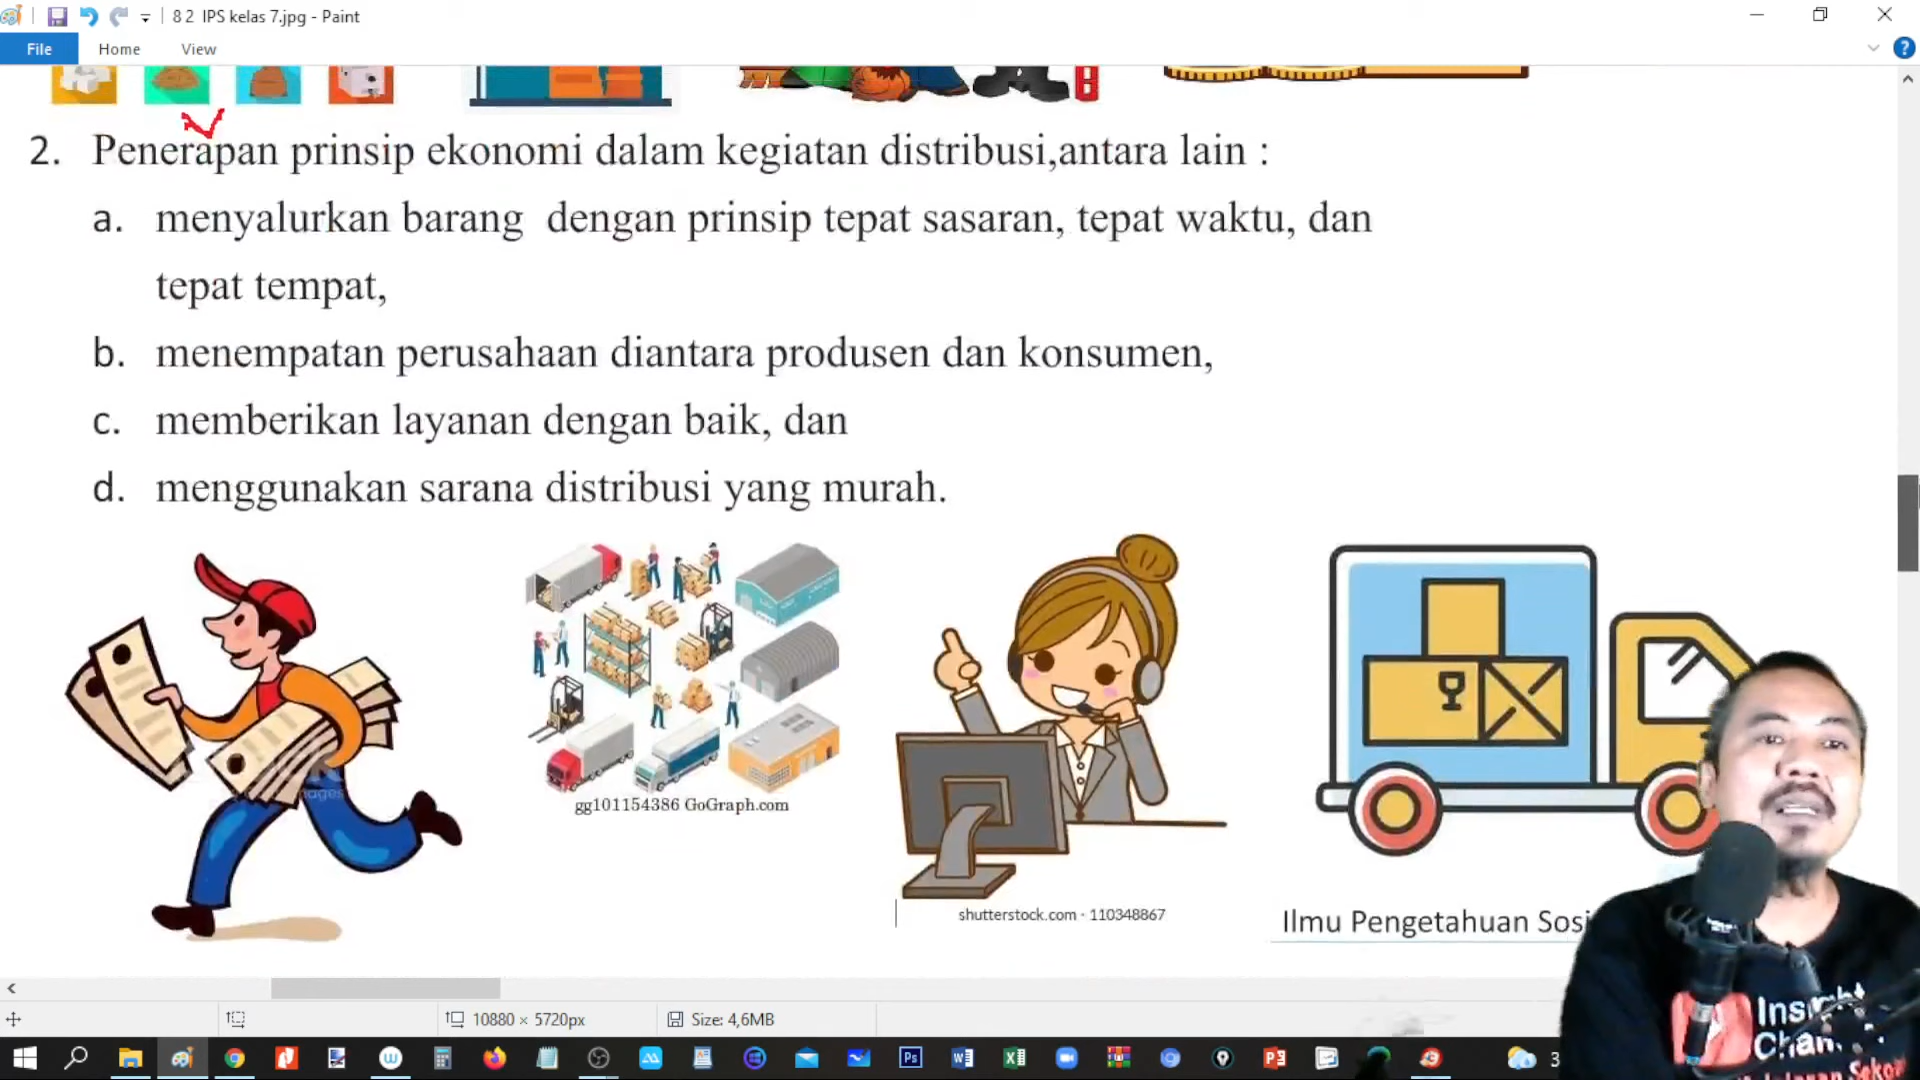 8 2 IPS kelas 7.jpg - Paint
File Home View
2. Penerapan prinsip ekonomi dalam kegiatan distribusi,antara lain :
a. menyalurkan barang dengan prinsip tepat sasaran, tepat waktu, dan
tepat tempat,
b. menempatan perusahaan diantara produsen dan konsumen,
c. memberikan layanan dengan baik, dan
d. menggunakan sarana distribusi yang murah.
gg101154386 GoGraph.com
shutterstock.com · 110348867
Ilmu Pengetahuan Sosi
10880 × 5720px Size: 4,6MB
3